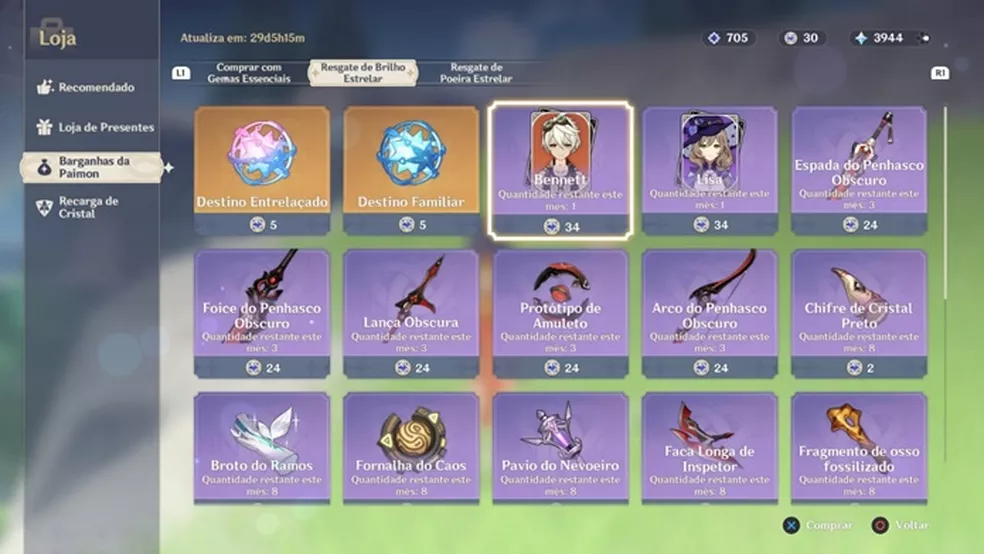 Loja
Atualiza em: 29d5h15m
705
30
3944
L1
Comprar com
Gemas Essenciais
Resgate de Brilho
Estrelar
Resgate de
Poeira Estrelar
R1
Recomendado
Loja de Presentes
Barganhas da
Paimon
Recarga de
Cristal
Destino Entrelaçado
5
Destino Familiar
5
Bennett
Quantidade restante este
mês: 1
34
Lisa
Quantidade restante este
mês: 1
34
Espada do Penhasco
Obscuro
Quantidade restante este
mês: 3
24
Foice do Penhasco
Obscuro
Quantidade restante este
mês: 3
24
Lança Obscura
Quantidade restante este
mês: 3
24
Protótipo de
Amuleto
Quantidade restante este
mês: 3
24
Arco do Penhasco
Obscuro
Quantidade restante este
mês: 3
24
Chifre de Cristal
Preto
Quantidade restante este
mês: 8
2
Broto do Ramos
Quantidade restante este
mês: 8
Fornalha do Caos
Quantidade restante este
mês: 8
Pavio do Nevoeiro
Quantidade restante este
mês: 8
Faca Longa de
Inspetor
Quantidade restante este
mês: 8
Fragmento de osso
fossilizado
Quantidade restante este
mês: 8
Comprar
Voltar